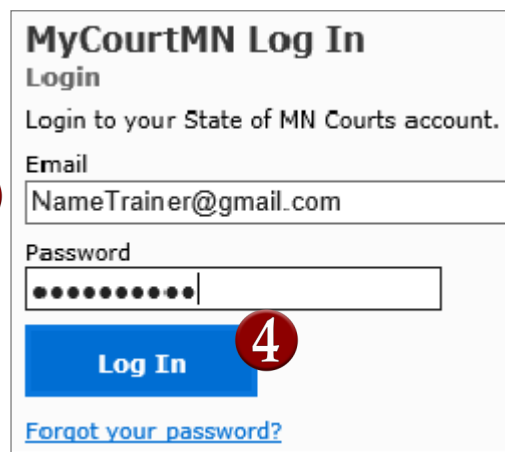 MyCourtMN Log In
Login
Login to your State of MN Courts account.
Email
NameTrainer@gmail.com
Password
●●●●●●●●●●
Log In
4
Forgot your password?